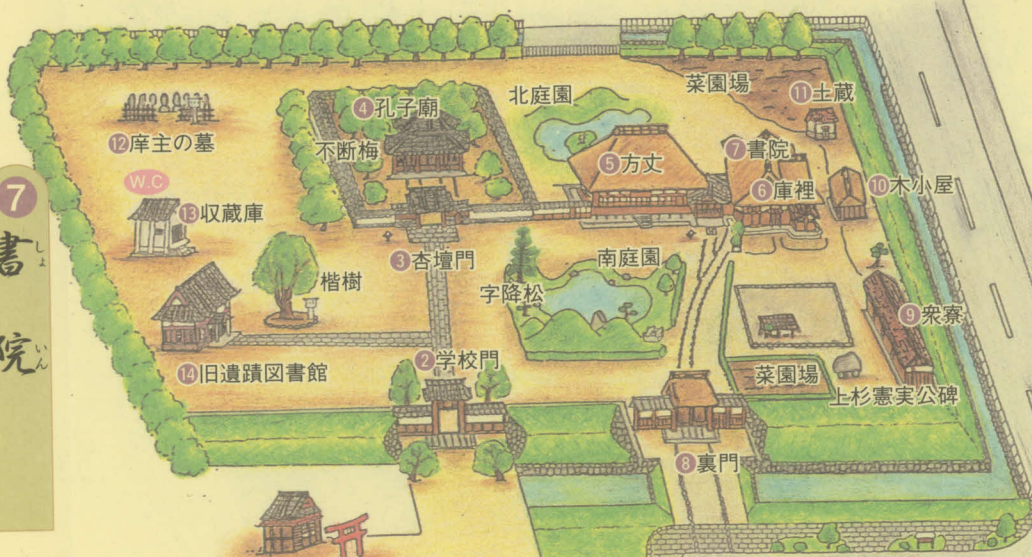 菜園場
⑪土蔵
④孔子廟
北庭園
不断梅
⑫庠主の墓
⑤方丈
⑦書院
⑥庫裡
⑩木小屋
W.C
⑬収蔵庫
7
書しょ
院いん
③杏壇門
楷樹
南庭園
字降松
⑨衆寮
②学校門
⑭旧遺蹟図書館
菜園場
上杉憲実公碑
⑧裏門